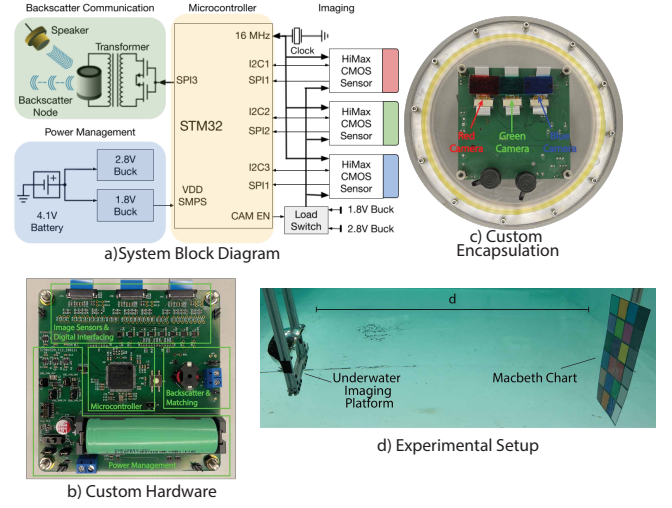 Backscatter Communication
Speaker
Transformer
Backscatter
Node
Power Management
2.8V
Buck
1.8V
Buck
4.1V
Battery
Microcontroller
16 MHz
I2C1
SPI1
SPI3
STM32
I2C2
SPI2
I2C3
SPI1
VDD
SMPS
CAM EN
Imaging
Clock
HiMax
CMOS
Sensor
HiMax
CMOS
Sensor
HiMax
CMOS
Sensor
Load
Switch
1.8V Buck
2.8V Buck
a)System Block Diagram
Red
Camera
Green
Camera
Blue
Camera
c) Custom
Encapsulation
Image Sensors &
Digital Interfacing
Microcontroller
Backscatter &
Matching
Power Management
b) Custom Hardware
d
Underwater
Imaging
Platform
Macbeth Chart
d) Experimental Setup